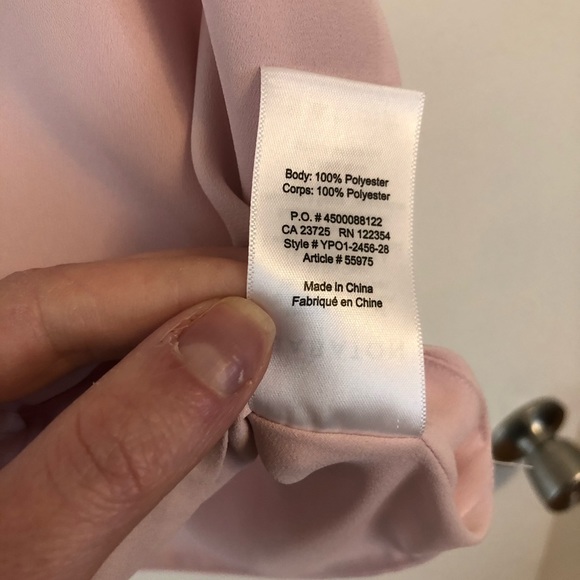 Body: 100% Polyester
Corps: 100% Polyester
P.O. # 4500088122
CA 23725 RN 122354
Style # YPO1-2456-28
Article # 55975
Made in China
Fabriqué en Chine